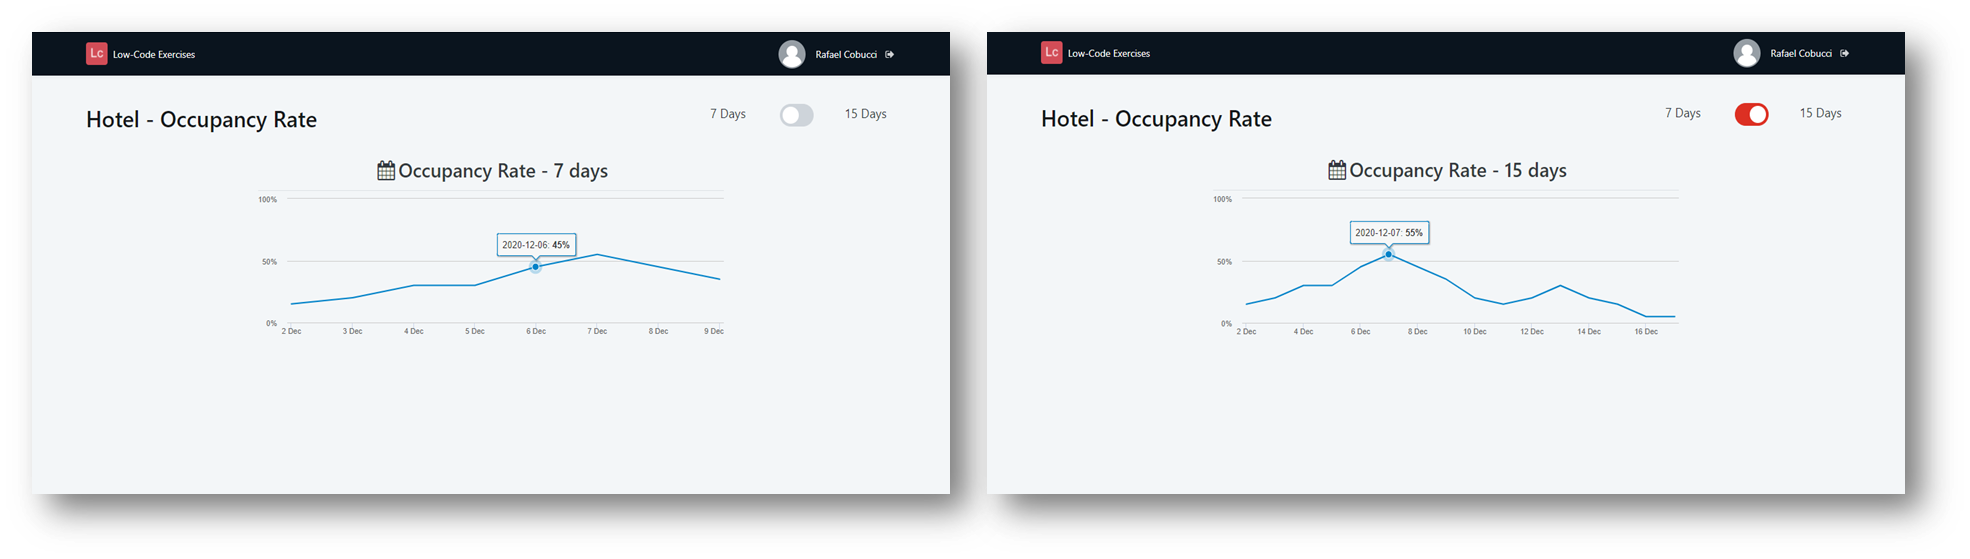 Lc Low-Code Exercises Rafael Cobucci
Hotel - Occupancy Rate 7 Days 15 Days
Occupancy Rate - 7 days
100%
2020-12-06: 45%
50%
0%
2 Dec 3 Dec 4 Dec 5 Dec 6 Dec 7 Dec 8 Dec 9 Dec
Lc Low-Code Exercises Rafael Cobucci
Hotel - Occupancy Rate 7 Days 15 Days
Occupancy Rate - 15 days
100%
2020-12-07: 55%
50%
0%
2 Dec 4 Dec 6 Dec 8 Dec 10 Dec 12 Dec 14 Dec 16 Dec